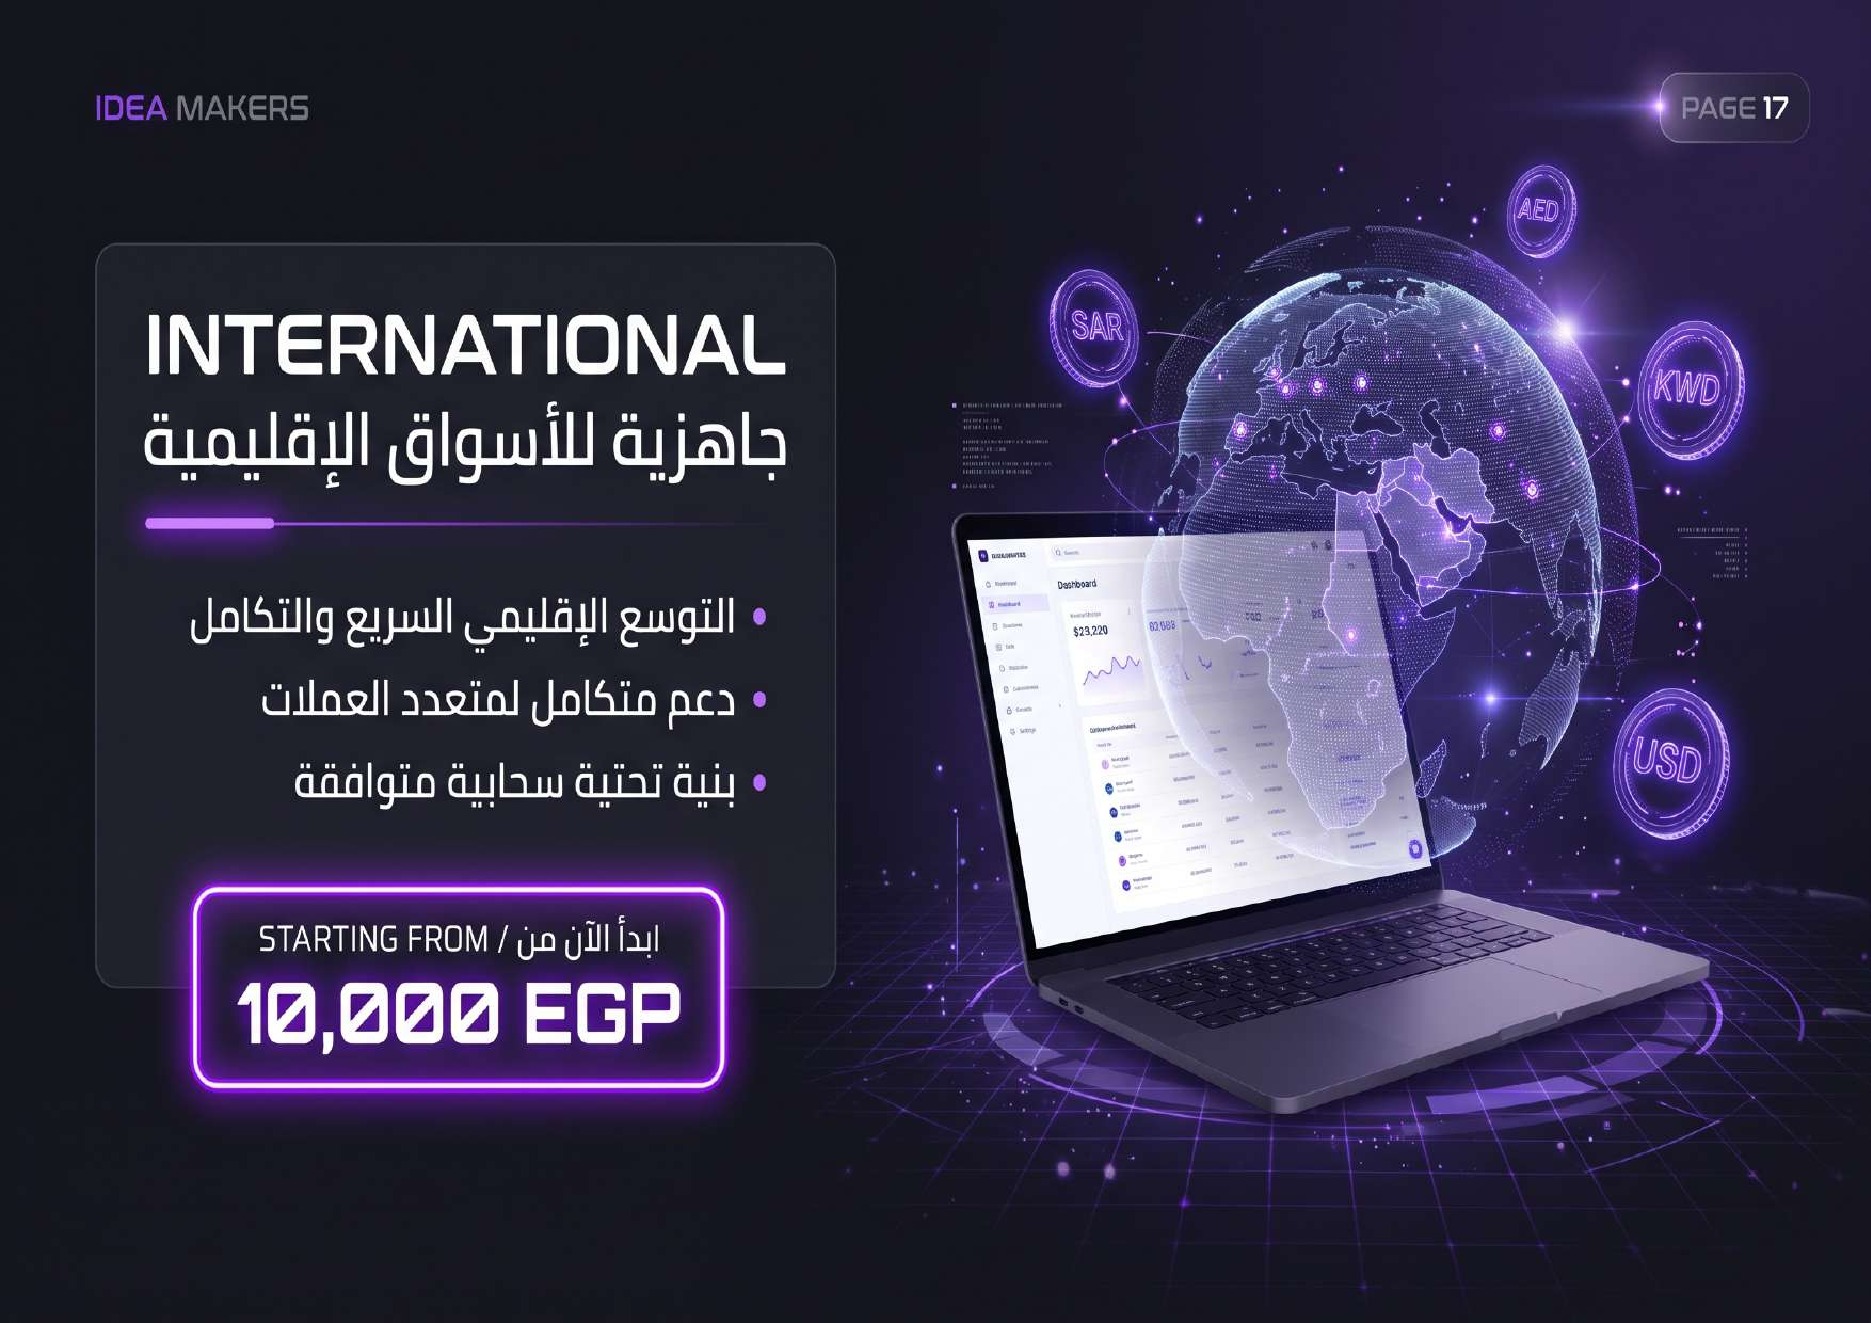 IDEA MAKERS
PAGE 17
INTERNATIONAL
جاهزية للأسواق الإقليمية
التوسع الإقليمي السريع والتكامل
دعم متكامل لمتعدد العملات
بنية تحتية سحابية متوافقة
ابدأ الآن من / STARTING FROM
10,000 EGP
AED
SAR
KWD
USD
Dashboard
$23,220